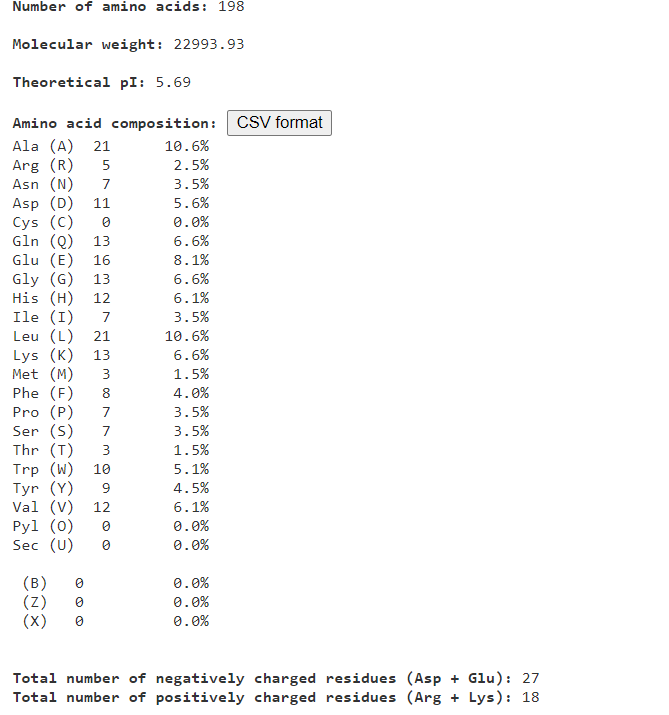 Number of amino acids: 198
Molecular weight: 22993.93
Theoretical pI: 5.69
Amino acid composition: CSV format
Ala (A) 21 10.6%
Arg (R) 5 2.5%
Asn (N) 7 3.5%
Asp (D) 11 5.6%
Cys (C) 0 0.0%
Gln (Q) 13 6.6%
Glu (E) 16 8.1%
Gly (G) 13 6.6%
His (H) 12 6.1%
Ile (I) 7 3.5%
Leu (L) 21 10.6%
Lys (K) 13 6.6%
Met (M) 3 1.5%
Phe (F) 8 4.0%
Pro (P) 7 3.5%
Ser (S) 7 3.5%
Thr (T) 3 1.5%
Trp (W) 10 5.1%
Tyr (Y) 9 4.5%
Val (V) 12 6.1%
Pyl (O) 0 0.0%
Sec (U) 0 0.0%
(B) 0 0.0%
(Z) 0 0.0%
(X) 0 0.0%
Total number of negatively charged residues (Asp + Glu): 27
Total number of positively charged residues (Arg + Lys): 18